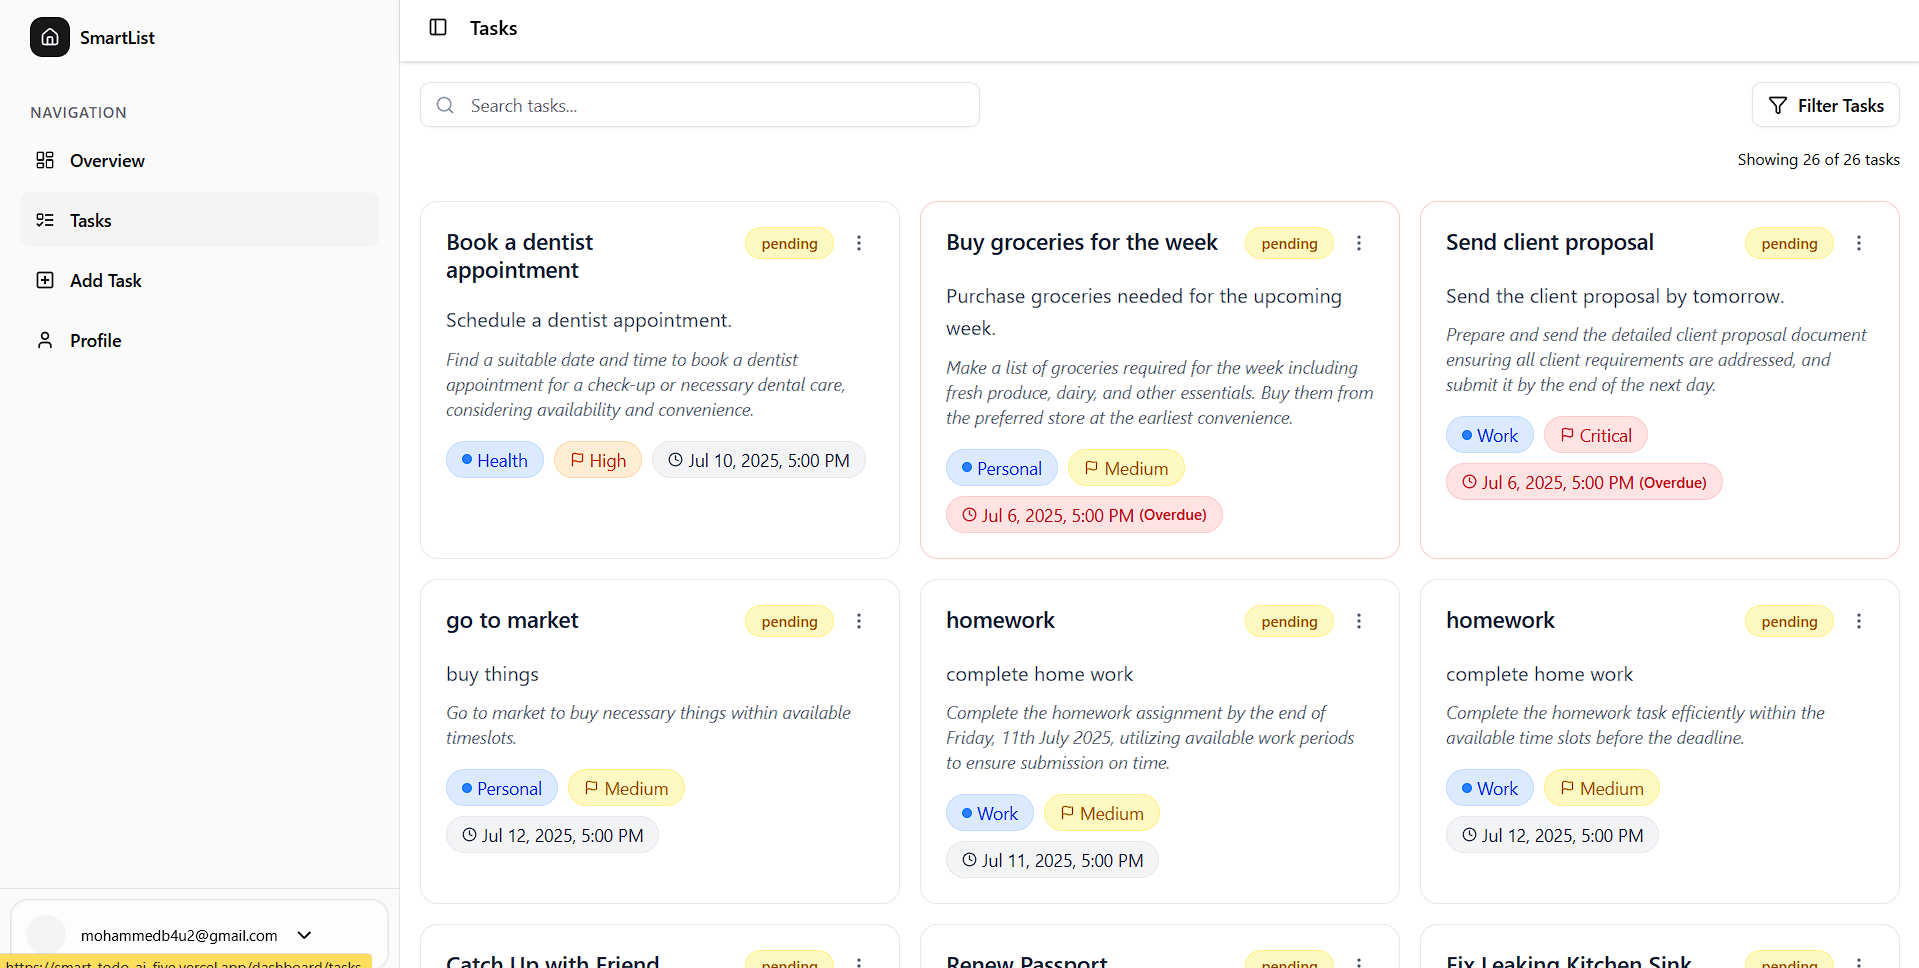 SmartList
NAVIGATION
Overview
Tasks
Add Task
Profile
mohammedb4u2@gmail.com
https://smart-todo-ai-five.vercel.app/dashboard/tasks
Tasks
Search tasks...
Filter Tasks
Showing 26 of 26 tasks
Book a dentist
appointment
pending
Schedule a dentist appointment.
Find a suitable date and time to book a dentist
appointment for a check-up or necessary dental care,
considering availability and convenience.
Health
High
Jul 10, 2025, 5:00 PM
Buy groceries for the week
pending
Purchase groceries needed for the upcoming
week.
Make a list of groceries required for the week including
fresh produce, dairy, and other essentials. Buy them from
the preferred store at the earliest convenience.
Personal
Medium
Jul 6, 2025, 5:00 PM (Overdue)
Send client proposal
pending
Send the client proposal by tomorrow.
Prepare and send the detailed client proposal document
ensuring all client requirements are addressed, and
submit it by the end of the next day.
Work
Critical
Jul 6, 2025, 5:00 PM (Overdue)
go to market
pending
buy things
Go to market to buy necessary things within available
timeslots.
Personal
Medium
Jul 12, 2025, 5:00 PM
homework
pending
complete home work
Complete the homework assignment by the end of
Friday, 11th July 2025, utilizing available work periods
to ensure submission on time.
Work
Medium
Jul 11, 2025, 5:00 PM
homework
pending
complete home work
Complete the homework task efficiently within the
available time slots before the deadline.
Work
Medium
Jul 12, 2025, 5:00 PM
Catch Up with Friend
pending
Renew Passport
pending
Fix Leaking Kitchen Sink
pending